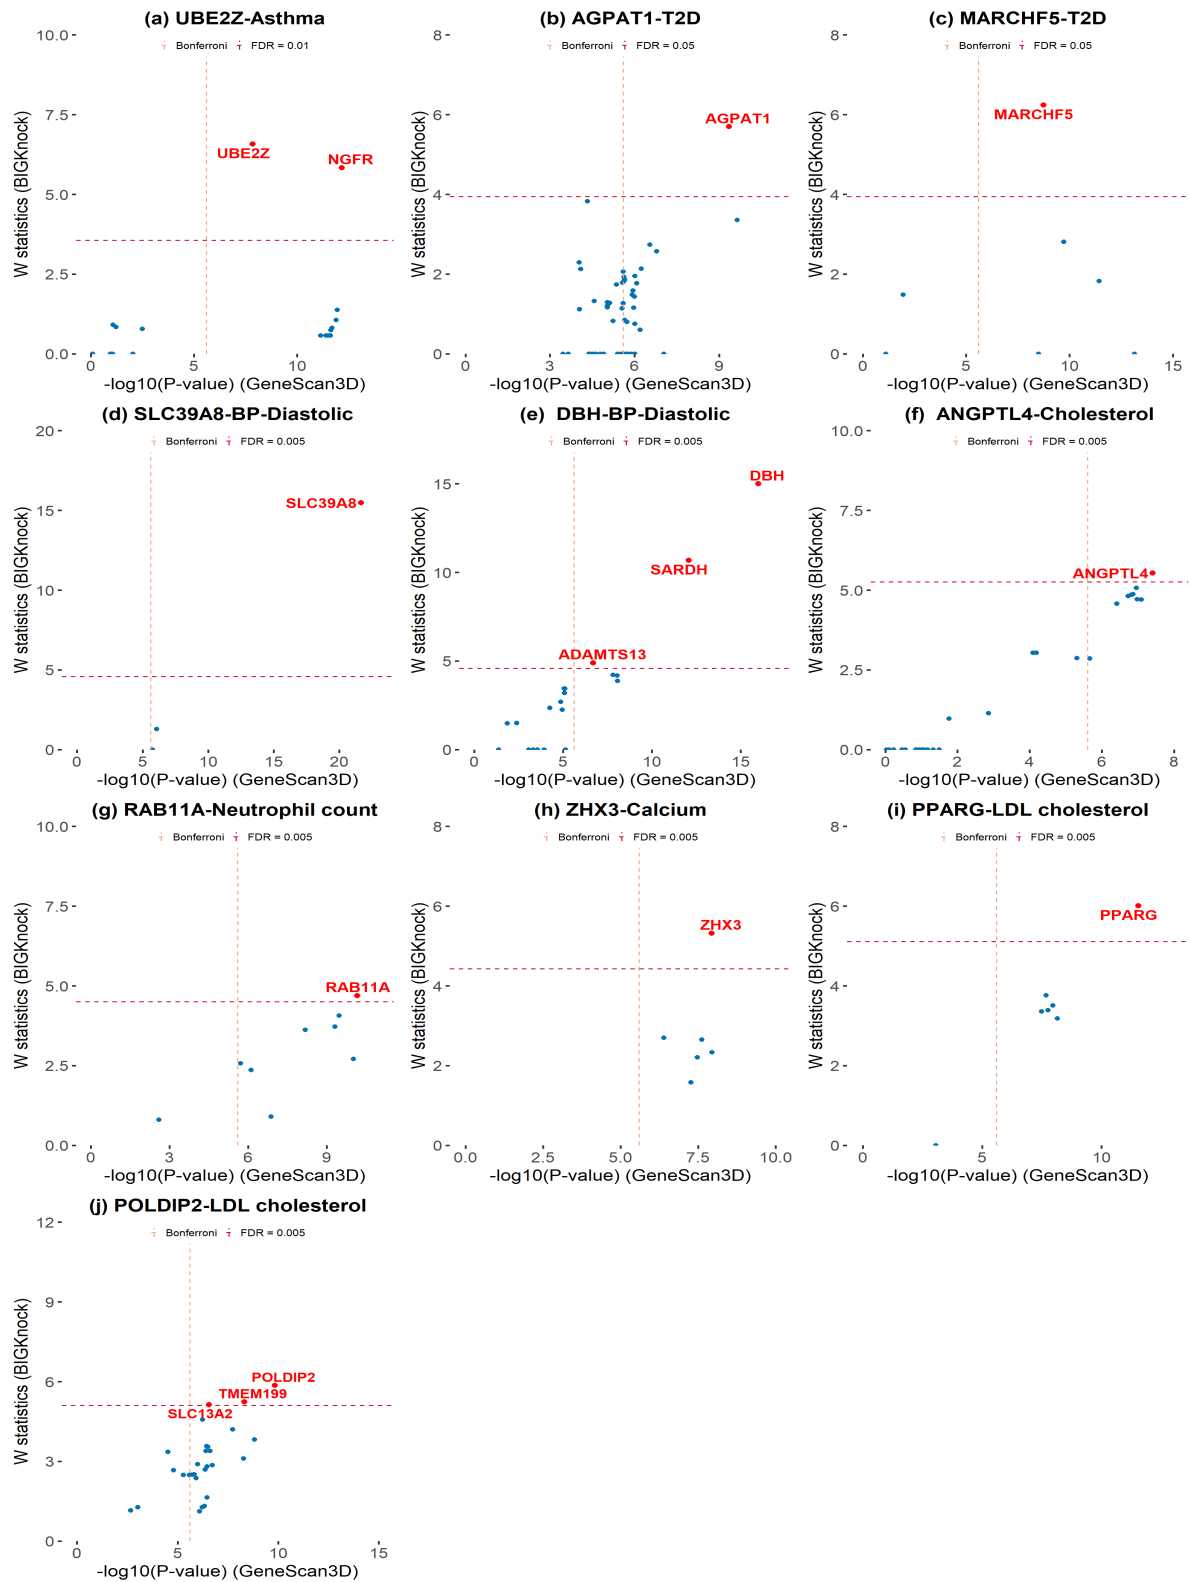 (a) UBE2Z-Asthma
Bonferroni FDR = 0.01
W statistics (BIGKnock)
10.0
7.5
5.0
2.5
0.0
UBE2Z
NGFR
0 5 10
-log10(P-value) (GeneScan3D)
(b) AGPAT1-T2D
Bonferroni FDR = 0.05
W statistics (BIGKnock)
8
6
4
2
0
AGPAT1
3 6 9
-log10(P-value) (GeneScan3D)
(c) MARCHF5-T2D
Bonferroni FDR = 0.05
W statistics (BIGKnock)
8
6
4
2
0
MARCHF5
0 5 10 15
-log10(P-value) (GeneScan3D)
(d) SLC39A8-BP-Diastolic
Bonferroni FDR = 0.005
W statistics (BIGKnock)
20
15
10
5
0
SLC39A8
0 5 10 15 20
-log10(P-value) (GeneScan3D)
(e) DBH-BP-Diastolic
Bonferroni FDR = 0.005
W statistics (BIGKnock)
15
10
5
0
DBH
SARDH
ADAMTS13
0 5 10 15
-log10(P-value) (GeneScan3D)
(f) ANGPTL4-Cholesterol
Bonferroni FDR = 0.005
W statistics (BIGKnock)
10.0
7.5
5.0
2.5
0.0
ANGPTL4
0 2 4 6 8
-log10(P-value) (GeneScan3D)
(g) RAB11A-Neutrophil count
Bonferroni FDR = 0.005
W statistics (BIGKnock)
10.0
7.5
5.0
2.5
0.0
RAB11A
0 3 6 9
-log10(P-value) (GeneScan3D)
(h) ZHX3-Calcium
Bonferroni FDR = 0.005
W statistics (BIGKnock)
8
6
4
2
0
ZHX3
0.0 2.5 5.0 7.5 10.0
-log10(P-value) (GeneScan3D)
(i) PPARG-LDL cholesterol
Bonferroni FDR = 0.005
W statistics (BIGKnock)
8
6
4
2
0
PPARG
0 5 10
-log10(P-value) (GeneScan3D)
(j) POLDIP2-LDL cholesterol
Bonferroni FDR = 0.005
W statistics (BIGKnock)
12
9
6
3
0
POLDIP2
TMEM199
SLC13A2
0 5 10 15
-log10(P-value) (GeneScan3D)